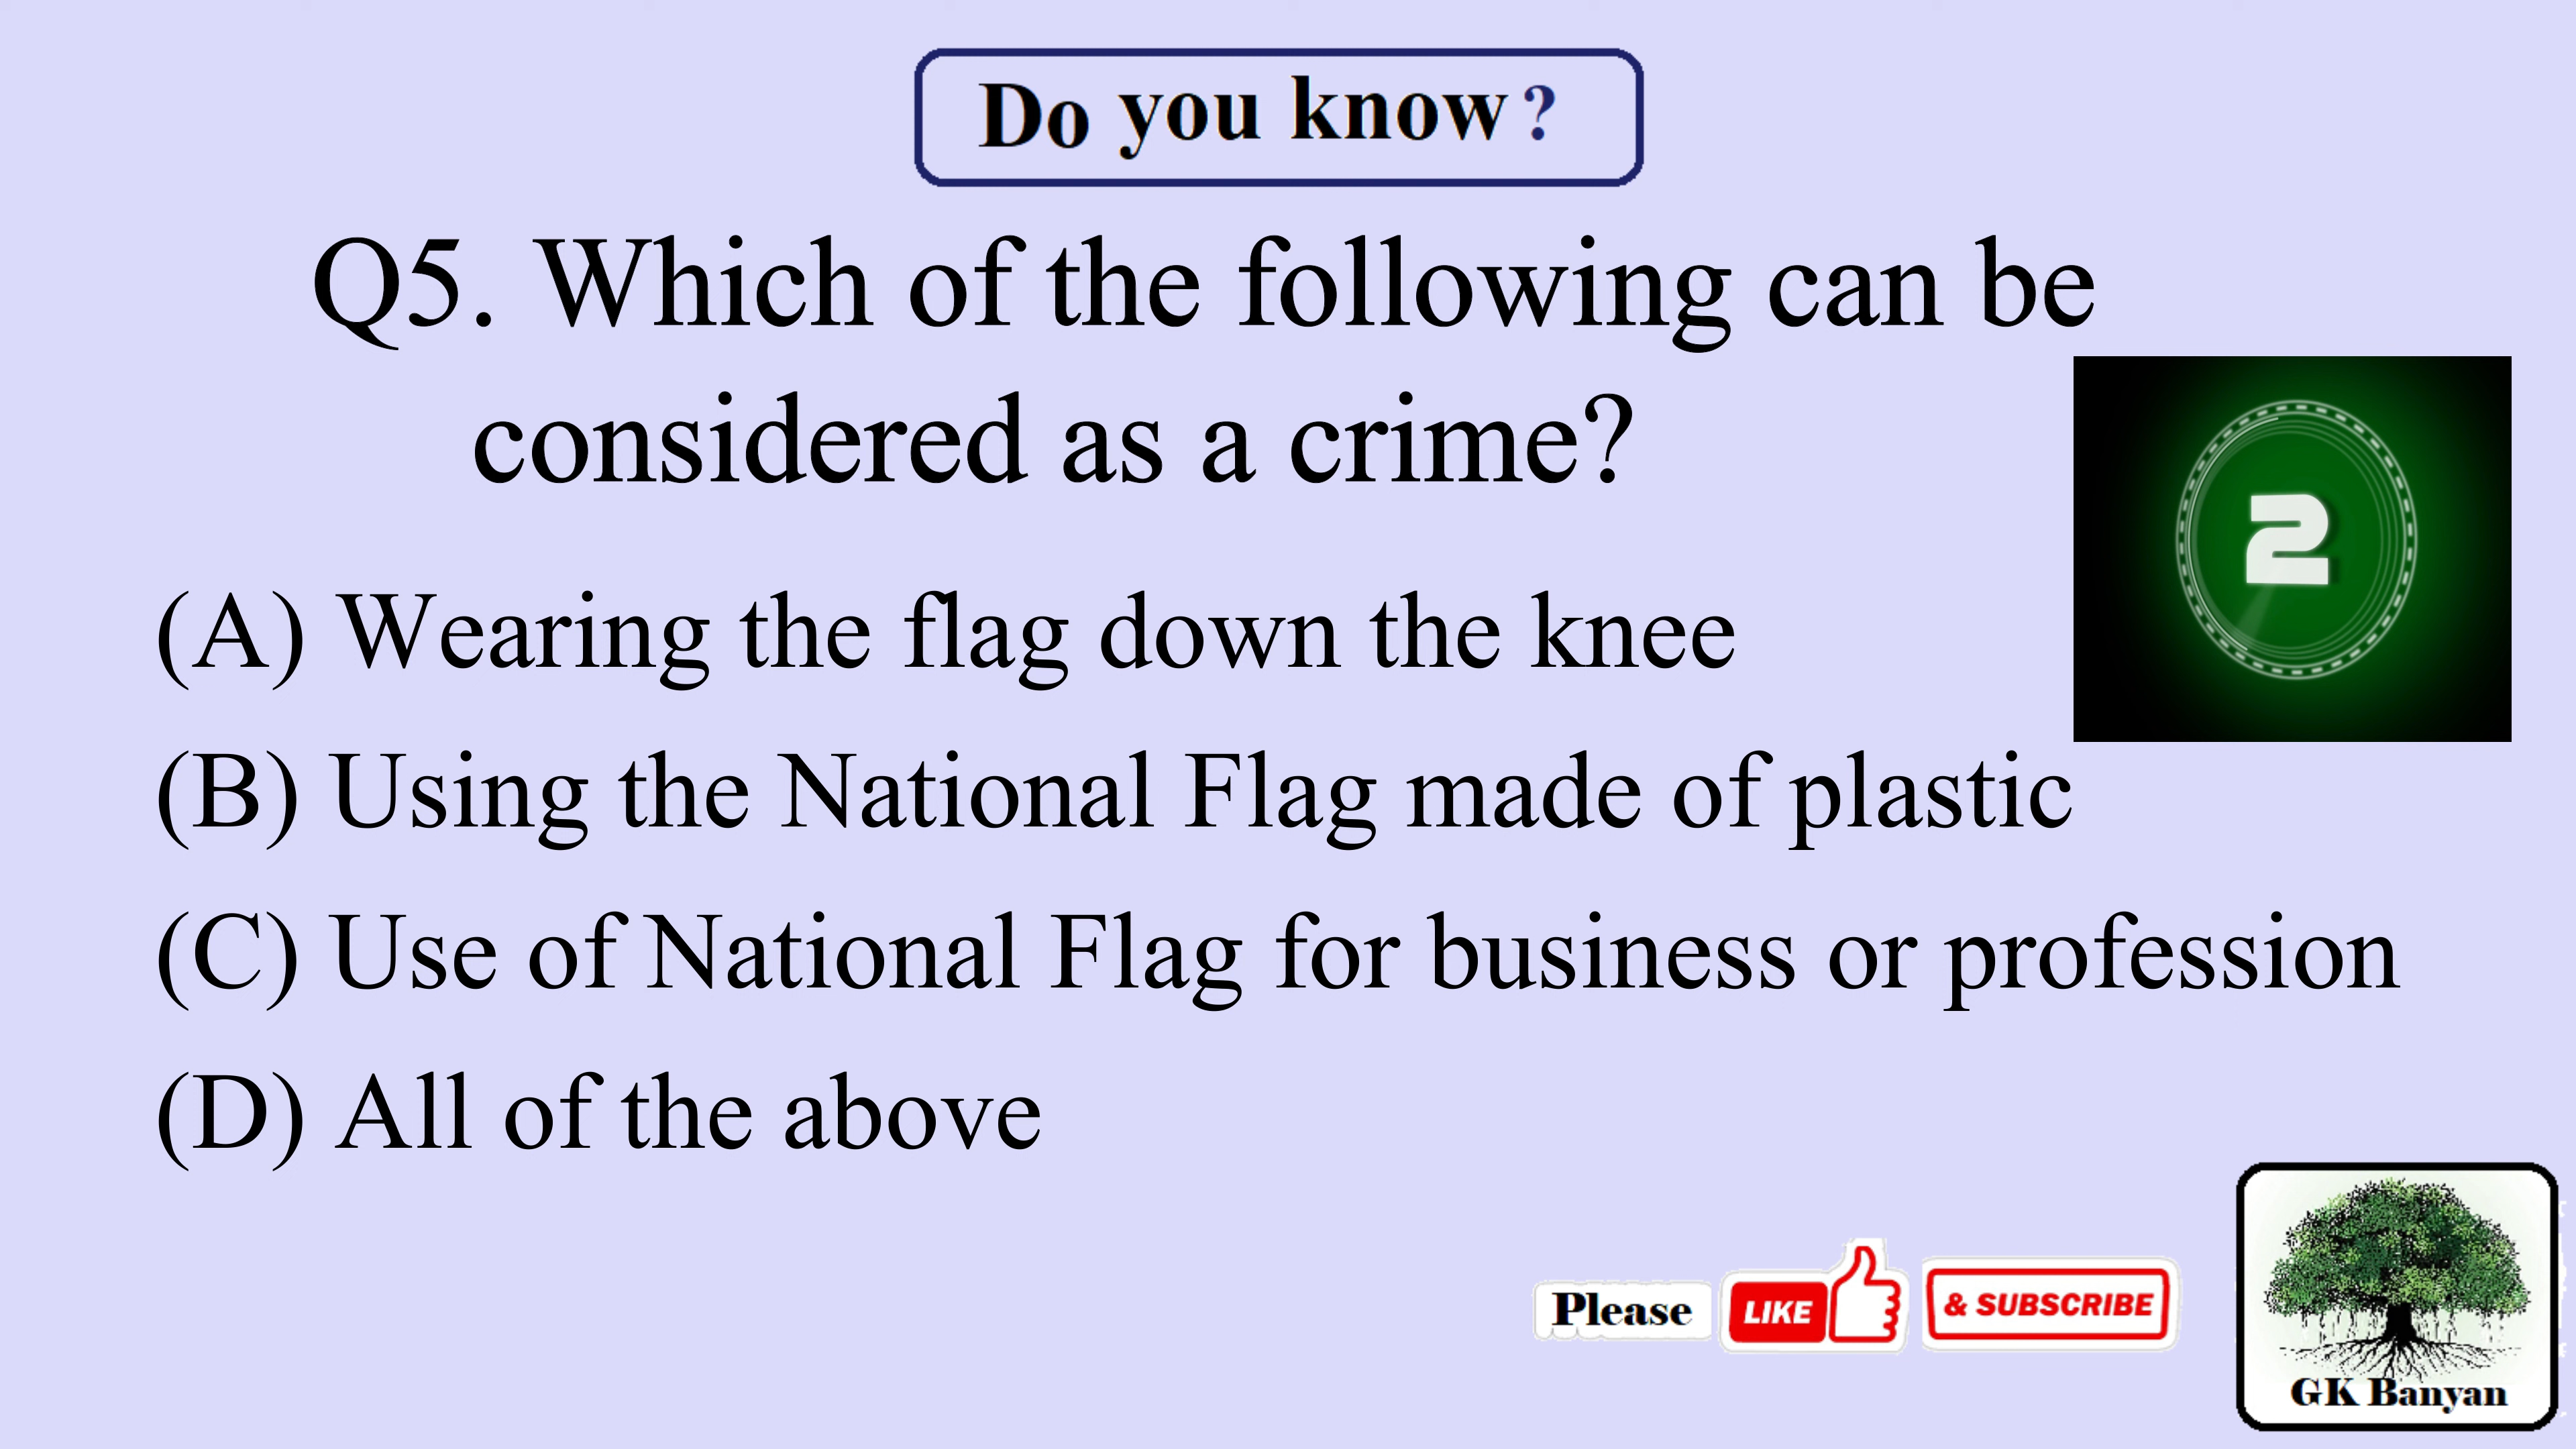 Do you know ?
Q5. Which of the following can be
considered as a crime?
2
(A) Wearing the flag down the knee
(B) Using the National Flag made of plastic
(C) Use of National Flag for business or profession
(D) All of the above
Please LIKE & SUBSCRIBE
GK Banyan